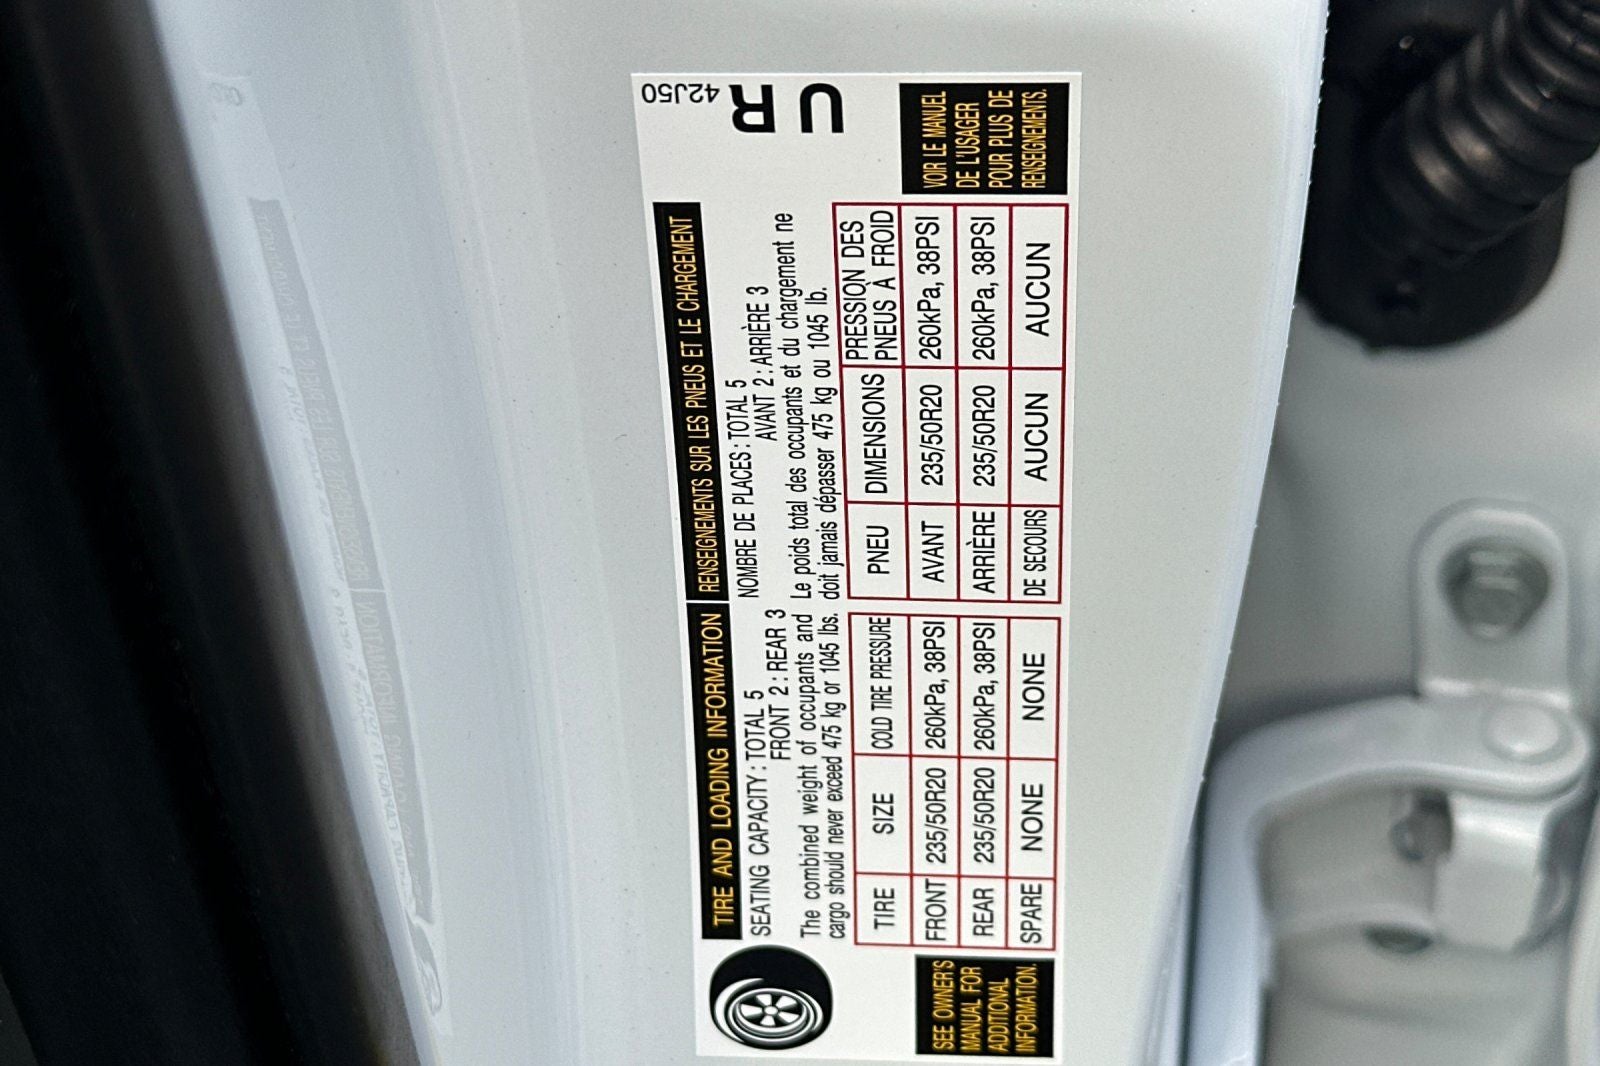 TIRE AND LOADING INFORMATION
SEATING CAPACITY: TOTAL 5
FRONT 2: REAR 3
The combined weight of occupants and
cargo should never exceed 475 kg or 1045 lbs.
TIRE SIZE COLD TIRE PRESSURE
FRONT 235/50R20 260kPa, 38PSI
REAR 235/50R20 260kPa, 38PSI
SPARE NONE NONE
SEE OWNER'S
MANUAL FOR
ADDITIONAL
INFORMATION.
RENSEIGNEMENTS SUR LES PNEUS ET LE CHARGEMENT
NOMBRE DE PLACES: TOTAL 5
AVANT 2: ARRIÈRE 3
Le poids total des occupants et du chargement ne
doit jamais dépasser 475 kg ou 1045 lb.
PNEU DIMENSIONS PRESSION DES
PNEUS À FROID
AVANT 235/50R20 260kPa, 38PSI
ARRIÈRE 235/50R20 260kPa, 38PSI
DE SECOURS AUCUN AUCUN
VOIR LE MANUEL
DE L'USAGER
POUR PLUS DE
RENSEIGNEMENTS.
42J50
R
U